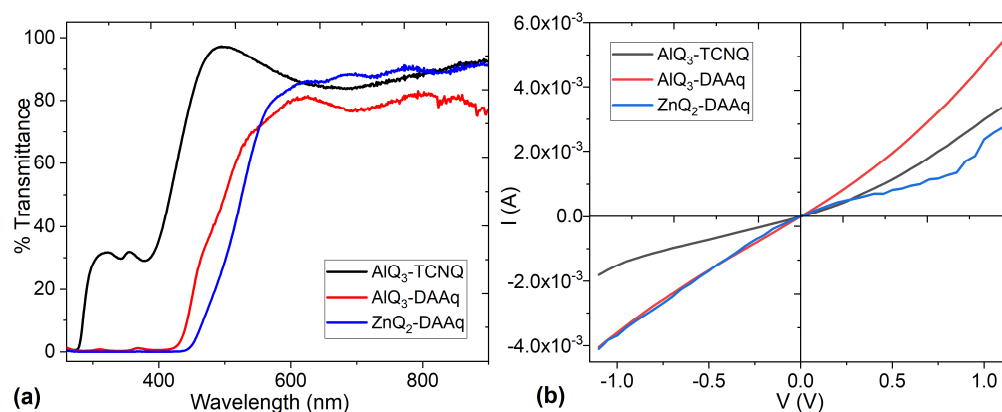 100
80
60
40
20
0
% Transmittance
400
600
800
Wavelength (nm)
AlQ₃-TCNQ
AlQ₃-DAAq
ZnQ₂-DAAq
(a)
6.0x10⁻³
4.0x10⁻³
2.0x10⁻³
0.0
-2.0x10⁻³
-4.0x10⁻³
I (A)
AlQ₃-TCNQ
AlQ₃-DAAq
ZnQ₂-DAAq
-1.0
-0.5
0.0
0.5
1.0
V (V)
(b)